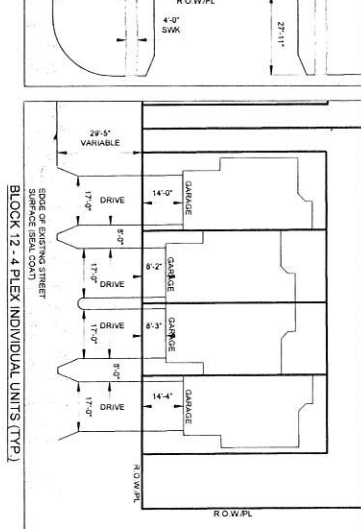 R.O.W./PL
4'-0"
SWK
27'-11"
29'-5"
VARIABLE
17'-0"
DRIVE
14'-0"
GARAGE
8'-0"
17'-0"
DRIVE
8'-2"
GARAGE
17'-0"
DRIVE
8'-3"
GARAGE
8'-0"
17'-0"
DRIVE
14'-4"
GARAGE
R.O.W./PL
R.O.W./PL
EDGE OF EXISTING STREET
SURFACE (SEAL COAT)
BLOCK 12 - 4 PLEX INDIVIDUAL UNITS (TYP.)